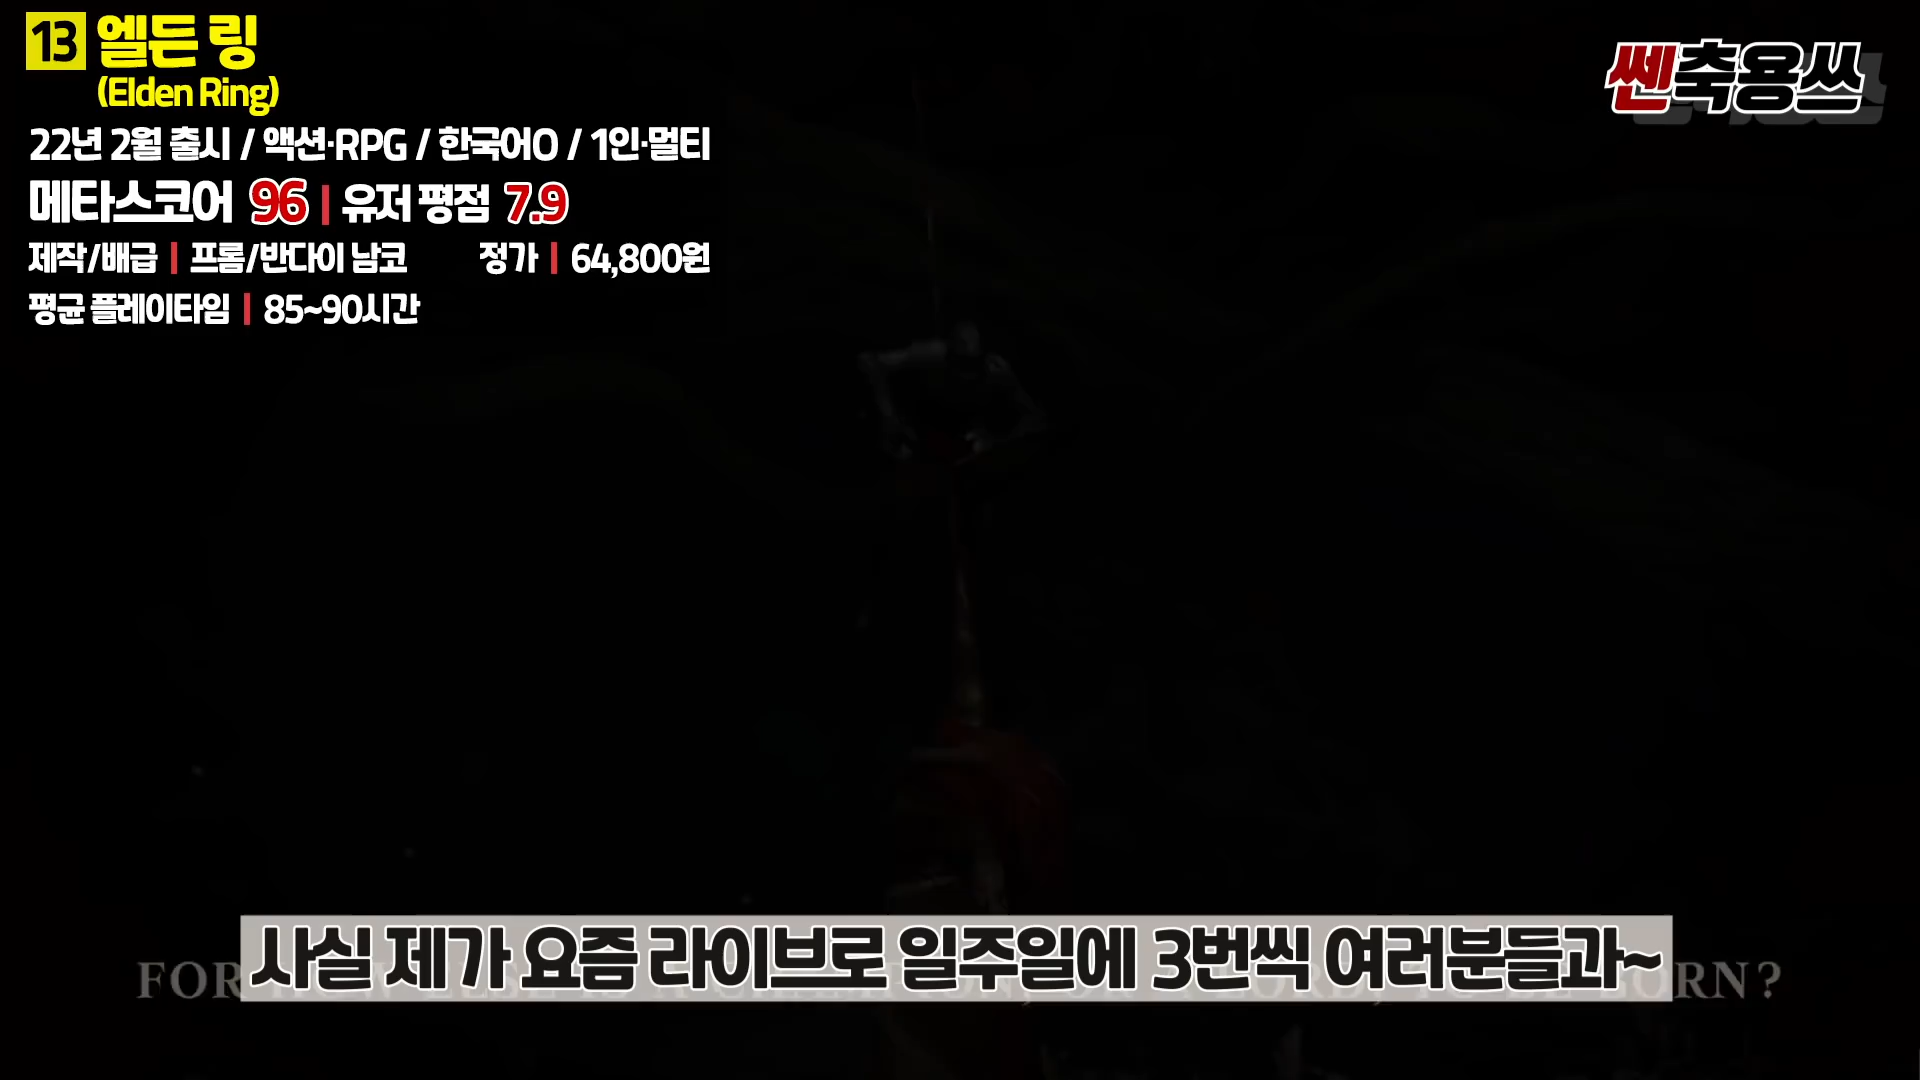 13 엘든 링
(Elden Ring)
쎈축용쓰
22년 2월 출시 / 액션·RPG / 한국어O / 1인·멀티
메타스코어 96 | 유저 평점 7.9
제작/배급 | 프롬/반다이 남코 정가 | 64,800원
평균 플레이타임 | 85~90시간
사실 제가 요즘 라이브로 일주일에 3번씩 여러분들과~